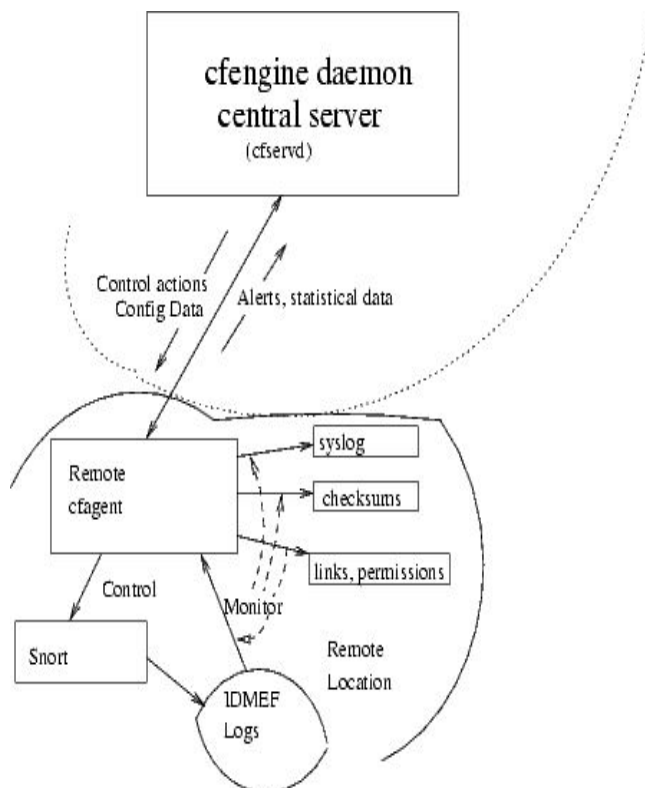 cfengine daemon
central server
(cfservd)
Control actions
Config Data
Alerts, statistical data
Remote
cfagent
syslog
checksums
links, permissions
Control
Monitor
Snort
IDMEF
Logs
Remote
Location